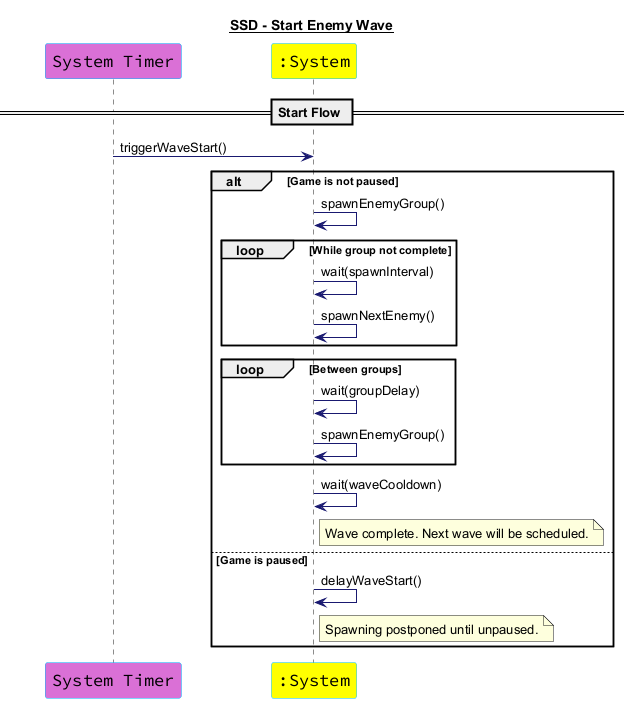 SSD - Start Enemy Wave
System Timer
:System
Start Flow
triggerWaveStart()
alt [Game is not paused]
spawnEnemyGroup()
loop [While group not complete]
wait(spawnInterval)
spawnNextEnemy()
loop [Between groups]
wait(groupDelay)
spawnEnemyGroup()
wait(waveCooldown)
Wave complete. Next wave will be scheduled.
[Game is paused]
delayWaveStart()
Spawning postponed until unpaused.
System Timer
:System